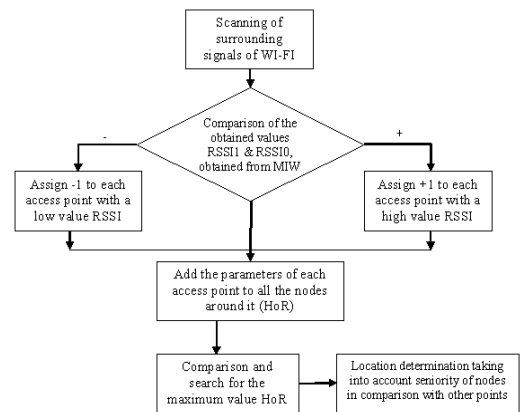 Scanning of
surrounding
signals of WI-FI
Comparison of the
obtained values
RSSI1 & RSSI0,
obtained from MIW
-
+
Assign -1 to each
access point with a
low value RSSI
Assign +1 to each
access point with a
high value RSSI
Add the parameters of each
access point to all the nodes
around it (HoR)
Comparison and
search for the
maximum value HoR
Location determination taking
into account seniority of nodes
in comparison with other points